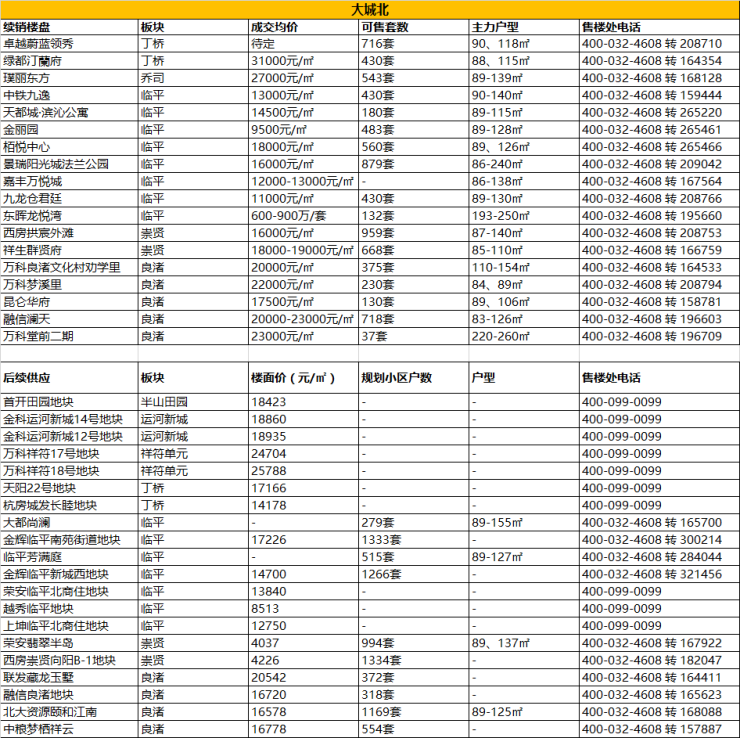 大城北
续销楼盘 板块 成交均价 可售套数 主力户型 售楼处电话
卓越蔚蓝领秀 丁桥 待定 716套 90、118㎡ 400-032-4608 转 208710
绿都汀蘭府 丁桥 31000元/㎡ 430套 88、115㎡ 400-032-4608 转 164354
璞丽东方 乔司 27000元/㎡ 543套 89-139㎡ 400-032-4608 转 168128
中铁九逸 临平 13000元/㎡ 430套 90-140㎡ 400-032-4608 转 159444
天都城·滨沁公寓 临平 14500元/㎡ 180套 89-115㎡ 400-032-4608 转 265220
金丽园 临平 9500元/㎡ 483套 89-128㎡ 400-032-4608 转 265461
栢悦中心 临平 18000元/㎡ 560套 89、126㎡ 400-032-4608 转 265466
景瑞阳光城法兰公园 临平 16000元/㎡ 879套 86-240㎡ 400-032-4608 转 209042
嘉丰万悦城 临平 12000-13000元/㎡ - 86-138㎡ 400-032-4608 转 167564
九龙仓君廷 临平 11000元/㎡ 430套 89-130㎡ 400-032-4608 转 208766
东晖龙悦湾 临平 600-900万/套 132套 193-250㎡ 400-032-4608 转 195660
西房拱宸外滩 崇贤 16000元/㎡ 959套 87-140㎡ 400-032-4608 转 208753
祥生群贤府 崇贤 18000-19000元/㎡ 668套 85-110㎡ 400-032-4608 转 166759
万科良渚文化村劝学里 良渚 20000元/㎡ 375套 110-154㎡ 400-032-4608 转 164533
万科梦溪里 良渚 22000元/㎡ 230套 84、89㎡ 400-032-4608 转 208794
昆仑华府 良渚 17500元/㎡ 130套 89、106㎡ 400-032-4608 转 158781
融信澜天 良渚 20000-23000元/㎡ 718套 83-126㎡ 400-032-4608 转 196603
万科堂前二期 良渚 23000元/㎡ 37套 220-260㎡ 400-032-4608 转 196709
后续供应 板块 楼面价（元/㎡） 规划小区户数 户型 售楼处电话
首开田园地块 半山田园 18423 - - 400-099-0099
金科运河新城14号地块 运河新城 18860 - - 400-099-0099
金科运河新城12号地块 运河新城 18935 - - 400-099-0099
万科祥符17号地块 祥符单元 24704 - - 400-099-0099
万科祥符18号地块 祥符单元 25788 - - 400-099-0099
天阳22号地块 丁桥 17166 - - 400-099-0099
杭房城发长睦地块 丁桥 14178 - - 400-099-0099
大都尚澜 临平 - 279套 89-155㎡ 400-032-4608 转 165700
金辉临平南苑街道地块 临平 17226 1333套 - 400-032-4608 转 300214
临平芳满庭 临平 - 515套 89-127㎡ 400-032-4608 转 284044
金辉临平新城西地块 临平 14700 1266套 - 400-032-4608 转 321456
荣安临平北商住地块 临平 13840 - - 400-099-0099
越秀临平地块 临平 8513 - - 400-099-0099
上坤临平北商住地块 临平 12750 - - 400-099-0099
荣安翡翠半岛 崇贤 4037 994套 89、137㎡ 400-032-4608 转 167922
西房崇贤向阳B-1地块 崇贤 4226 1334套 - 400-032-4608 转 182047
联发藏龙玉墅 良渚 20542 372套 - 400-032-4608 转 164411
融信良渚地块 良渚 16720 318套 - 400-032-4608 转 165623
北大资源颐和江南 良渚 16578 1169套 89-125㎡ 400-032-4608 转 168088
中粮梦栖祥云 良渚 16778 554套 - 400-032-4608 转 157887